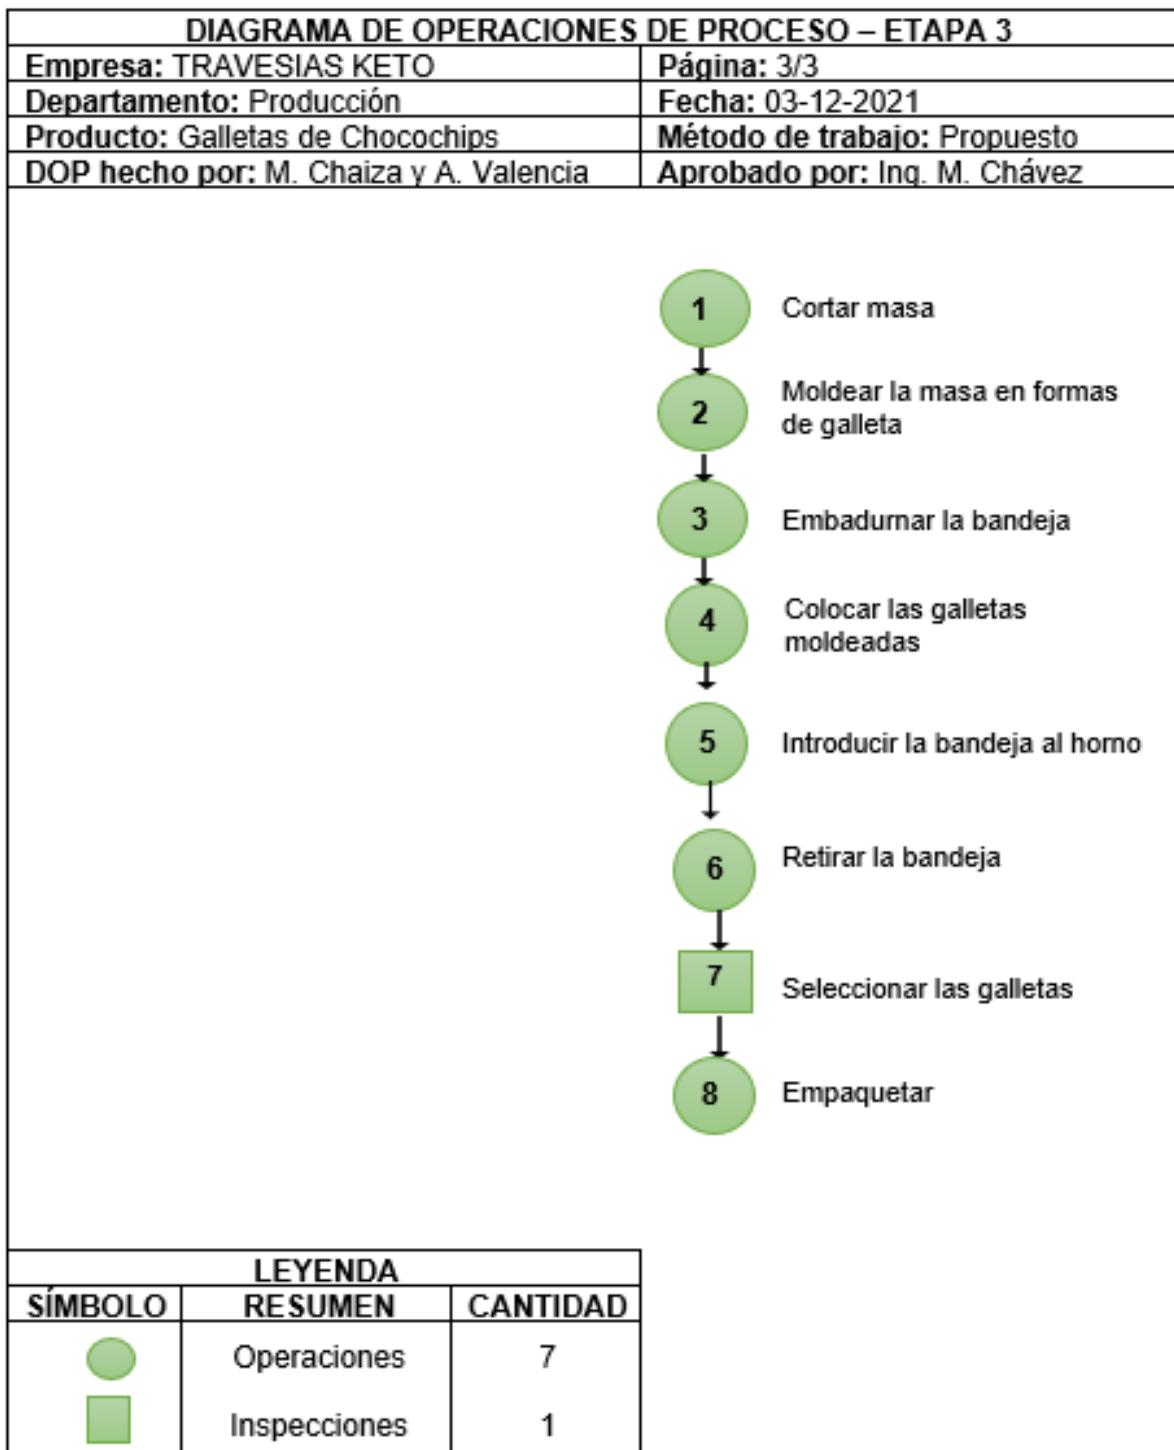 DIAGRAMA DE OPERACIONES DE PROCESO – ETAPA 3
Empresa: TRAVESIAS KETO
Página: 3/3
Departamento: Producción
Fecha: 03-12-2021
Producto: Galletas de Chocochips
Método de trabajo: Propuesto
DOP hecho por: M. Chaiza y A. Valencia
Aprobado por: Ing. M. Chávez
1 Cortar masa
2 Moldear la masa en formas
de galleta
3 Embadurnar la bandeja
4 Colocar las galletas
moldeadas
5 Introducir la bandeja al horno
6 Retirar la bandeja
7 Seleccionar las galletas
8 Empaquetar
LEYENDA
SÍMBOLO RESUMEN CANTIDAD
Operaciones 7
Inspecciones 1